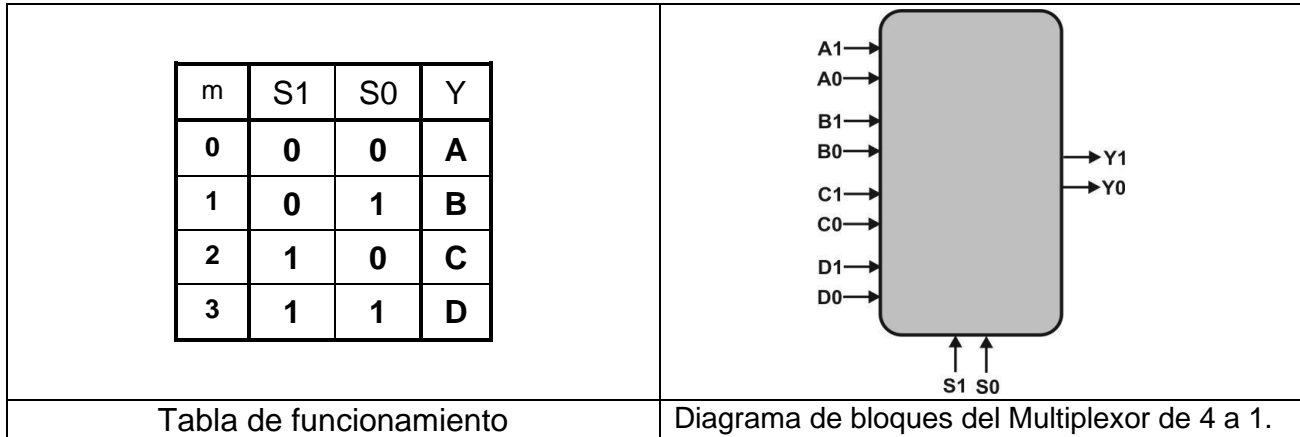 m S1 S0 Y
0 0 0 A
1 0 1 B
2 1 0 C
3 1 1 D
Tabla de funcionamiento
A1
A0
B1
B0
C1
C0
D1
D0
Y1
Y0
S1 S0
Diagrama de bloques del Multiplexor de 4 a 1.